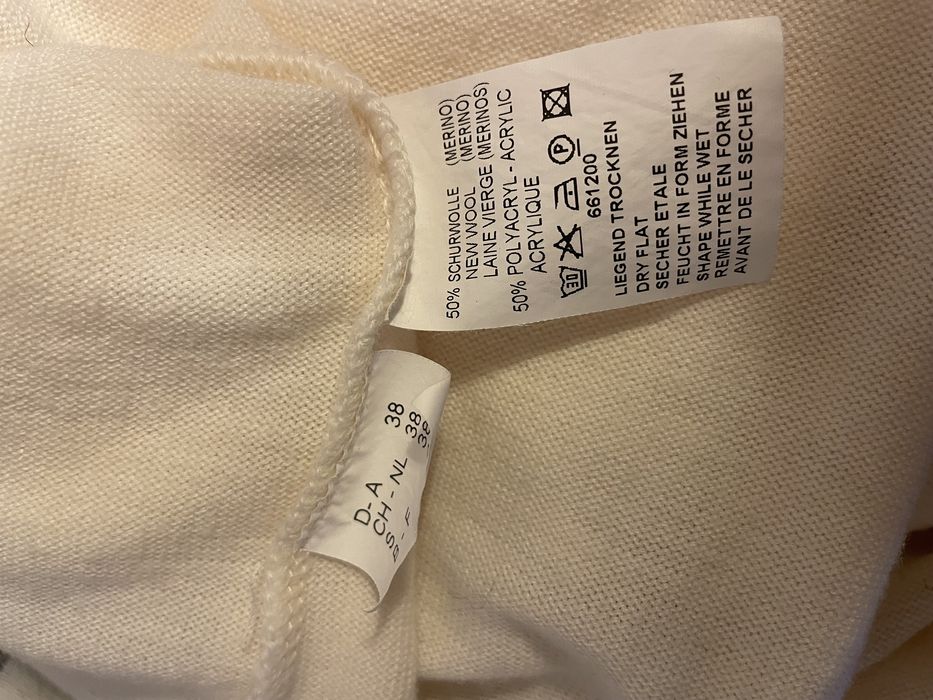 50% SCHURWOLLE (MERINO)
NEW WOOL (MERINO)
LAINE VIERGE (MERINOS)
50% POLYACRYL - ACRYLIC
ACRYLIQUE
30 P
661200
LIEGEND TROCKNEN
DRY FLAT
SECHER ETALE
FEUCHT IN FORM ZIEHEN
SHAPE WHILE WET
REMETTRE EN FORME
AVANT DE LE SECHER
D - A 38
CH - NL 38
S F 38